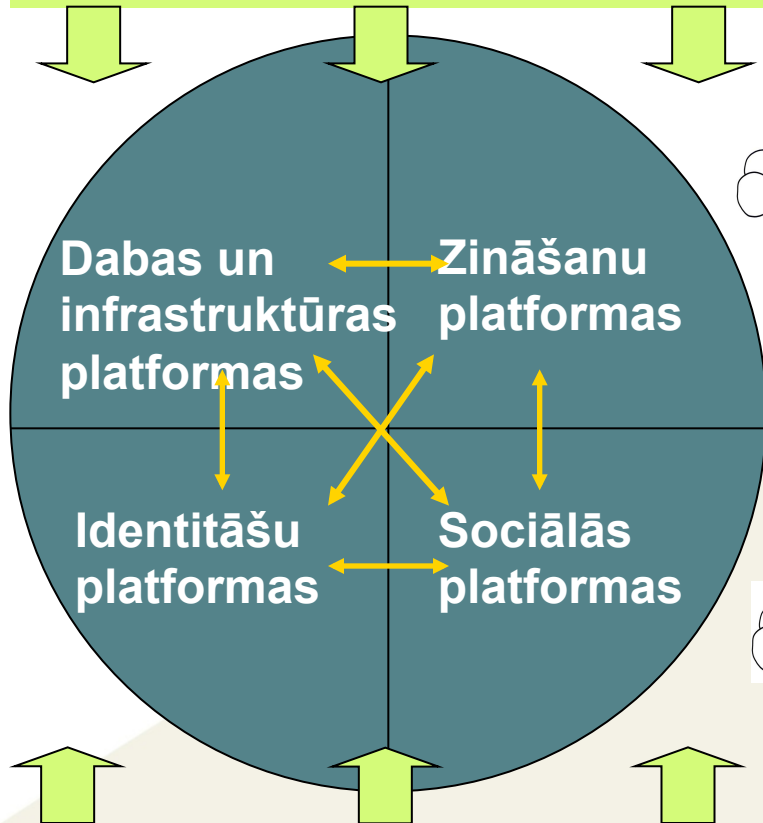 Dabas un
infrastruktūras
platformas
Zināšanu
platformas
Identitāšu
platformas
Sociālās
platformas